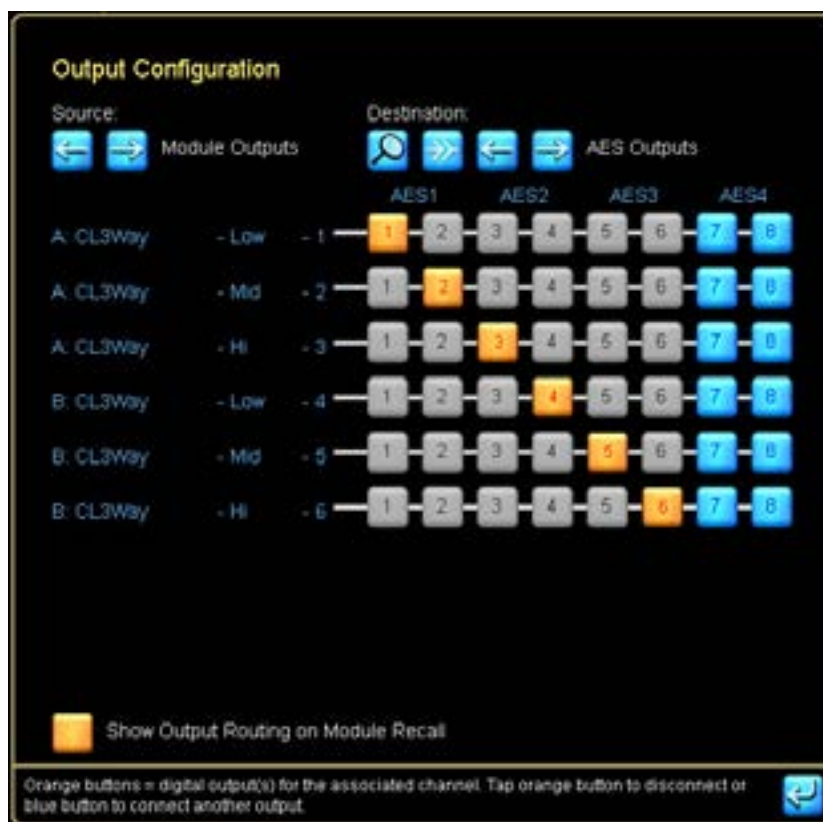 Output Configuration
Source: Destination:
Module Outputs AES Outputs
AES1 AES2 AES3 AES4
A: CL3Way - Low - 1 1 2 3 4 5 6 7 8
A: CL3Way - Mid - 2 1 2 3 4 5 6 7 8
A: CL3Way - Hi - 3 1 2 3 4 5 6 7 8
B: CL3Way - Low - 4 1 2 3 4 5 6 7 8
B: CL3Way - Mid - 5 1 2 3 4 5 6 7 8
B: CL3Way - Hi - 6 1 2 3 4 5 6 7 8
Show Output Routing on Module Recall
Orange buttons = digital output(s) for the associated channel. Tap orange button to disconnect or
blue button to connect another output.